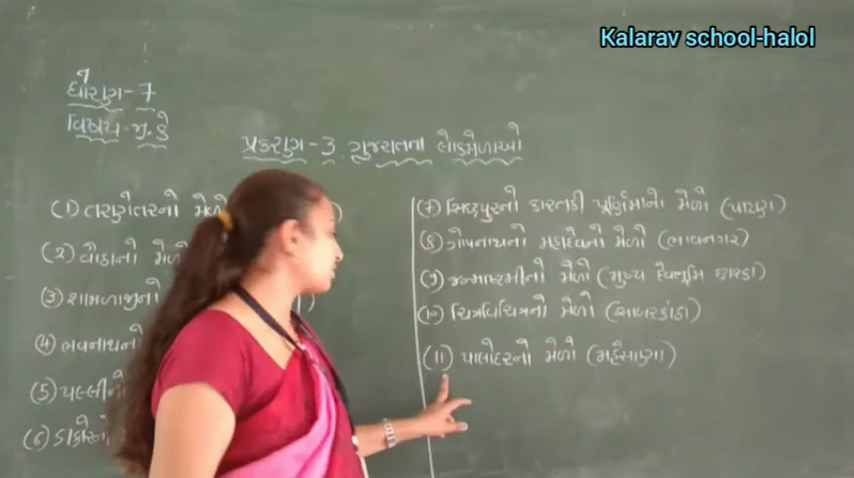 Kalarav school-halol
ધોરણ - 7
વિષય - ગુ.કે
પ્રકરણ - 3. ગુજરાતના લોકમેળાઓ
(1) તરણેતરનો મેળો
(2) વૌઠાનો મેળો
(3) શામળાજીનો
(4) ભવનાથનો
(5) પલ્લીનો
(6) ડાકોરનો
(7) સિદ્ધપુરનો કારતકી પૂર્ણિમાનો મેળો (પાટણ)
(8) ગોપનાથનો મહાદેવનો મેળો (ભાવનગર)
(9) જન્માષ્ટમીનો મેળો (મુખ્ય દેવભૂમિ દ્વારકા)
(10) ચિત્રવિચિત્રનો મેળો (સાબરકાંઠા)
(11) પાલોદરનો મેળો (મહેસાણા)